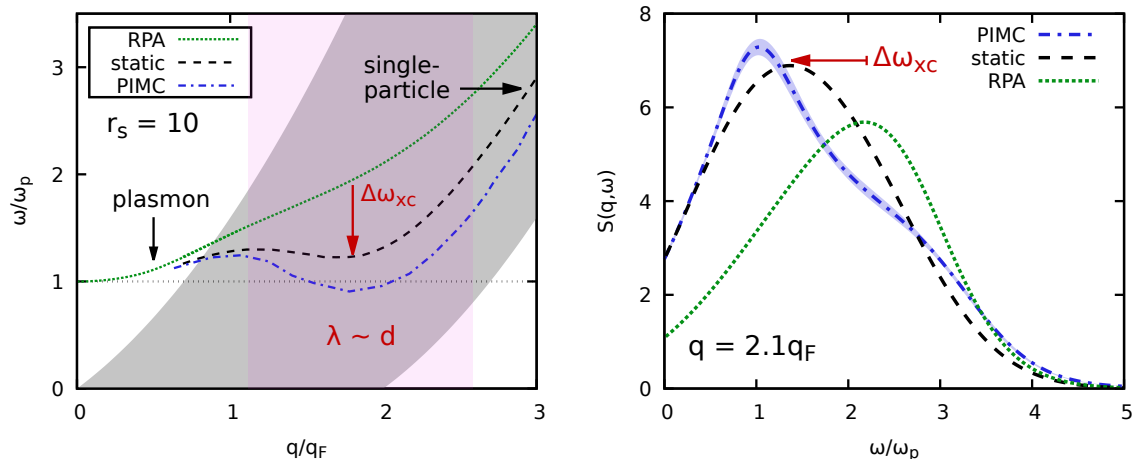 RPA
static
PIMC
r_s = 10
plasmon
single-
particle
Δω_xc
λ ~ d
ω/ω_p
3
2
1
0
0
1
2
3
q/q_F
PIMC
static
RPA
Δω_xc
q = 2.1q_F
S(q,ω)
8
6
4
2
0
0
1
2
3
4
5
ω/ω_p